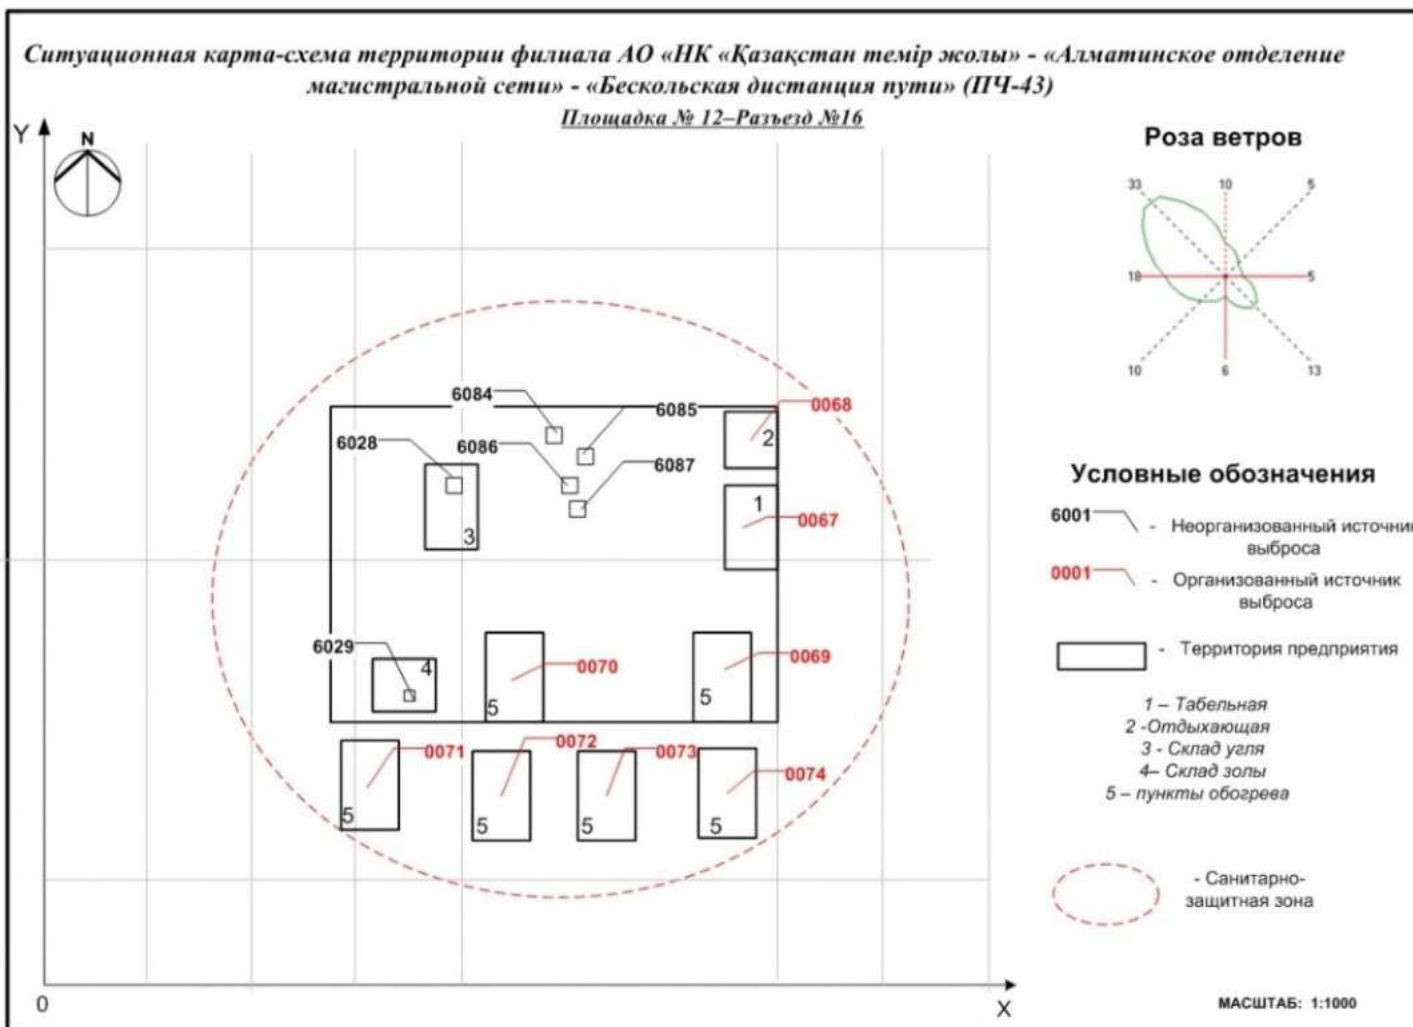 Ситуационная карта-схема территории филиала АО «НК «Қазақстан темір жолы» - «Алматинское отделение
магистральной сети» - «Бескольская дистанция пути» (ПЧ-43)
Площадка № 12–Разъезд №16
Y
N
Роза ветров
33
10
5
18
5
10
6
13
6084
6085
0068
6028
6086
2
6087
1
0067
3
6029
4
0070
0069
5
5
0071
0072
0073
0074
5
5
5
5
0
X
Условные обозначения
6001
- Неорганизованный источник
выброса
0001
- Организованный источник
выброса
- Территория предприятия
1 – Табельная
2 -Отдыхающая
3 - Склад угля
4– Склад золы
5 – пункты обогрева
- Санитарно-
защитная зона
МАСШТАБ: 1:1000